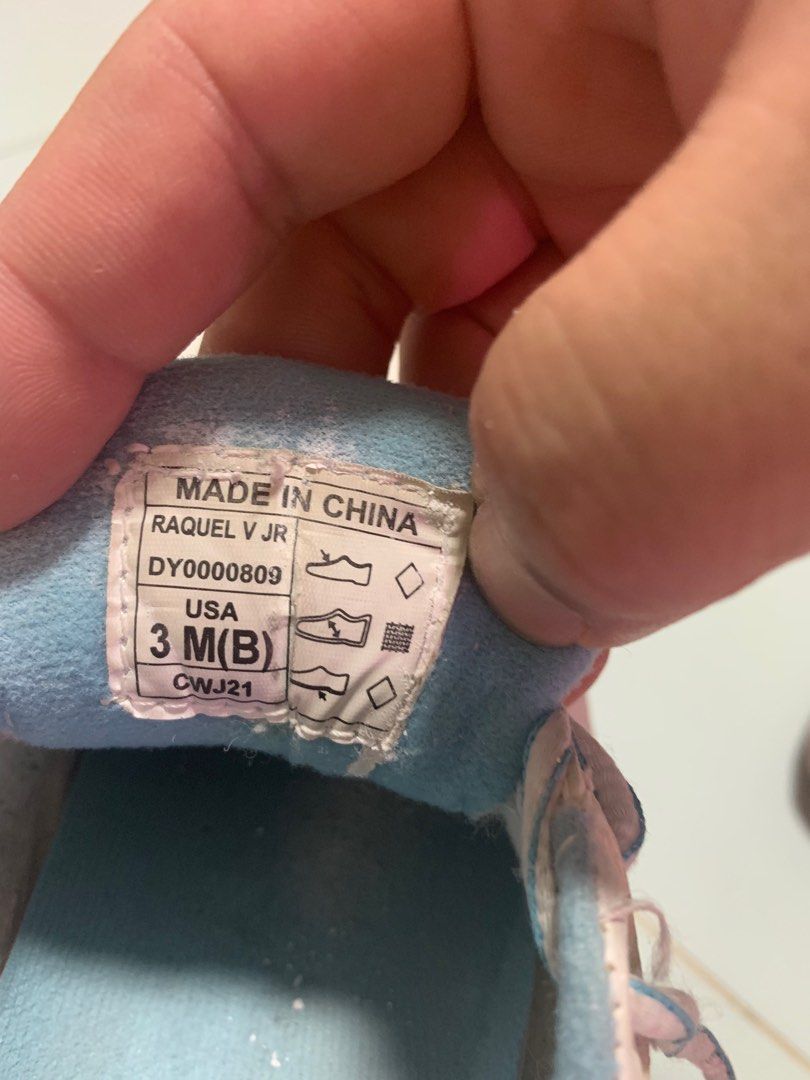 MADE IN CHINA
RAQUEL V JR
DY0000809
USA
3 M(B)
CWJ21